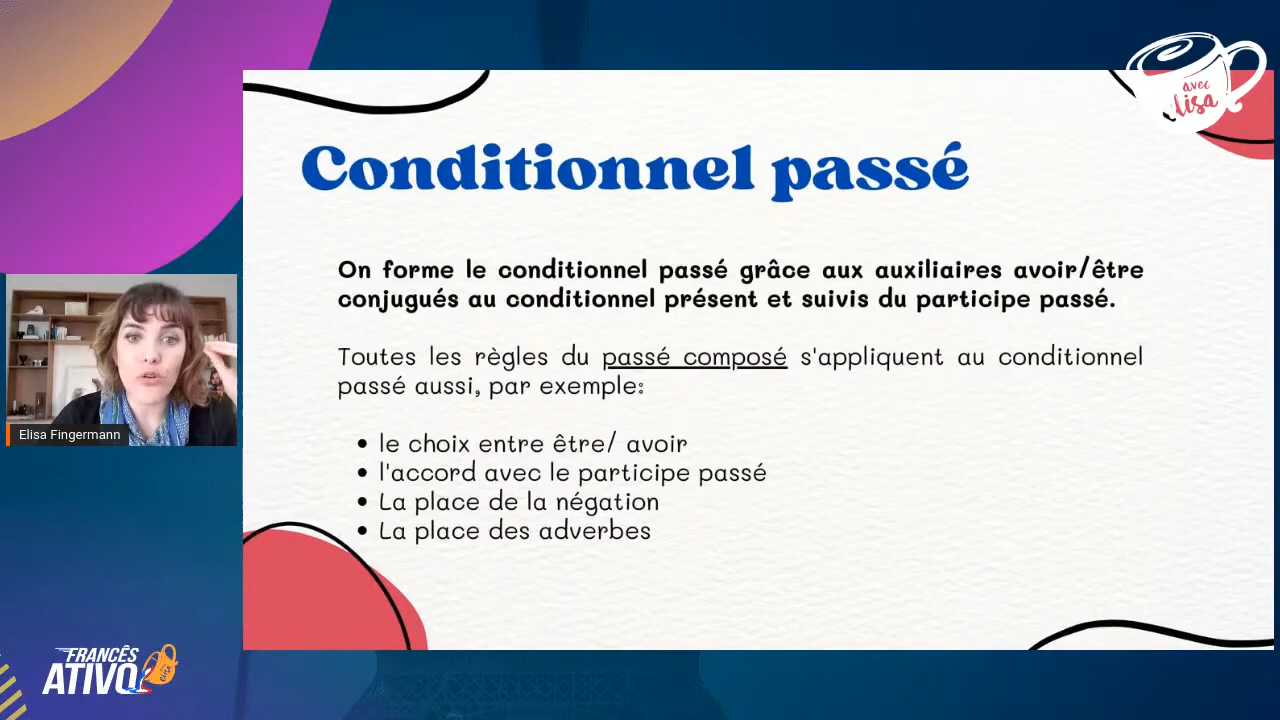 avec
elisa
Conditionnel passé
On forme le conditionnel passé grâce aux auxiliaires avoir/être
conjugués au conditionnel présent et suivis du participe passé.
Toutes les règles du passé composé s'appliquent au conditionnel
passé aussi, par exemple:
• le choix entre être/ avoir
• l'accord avec le participe passé
• La place de la négation
• La place des adverbes
Elisa Fingermann
FRANCÊS
ATIVO
elisa